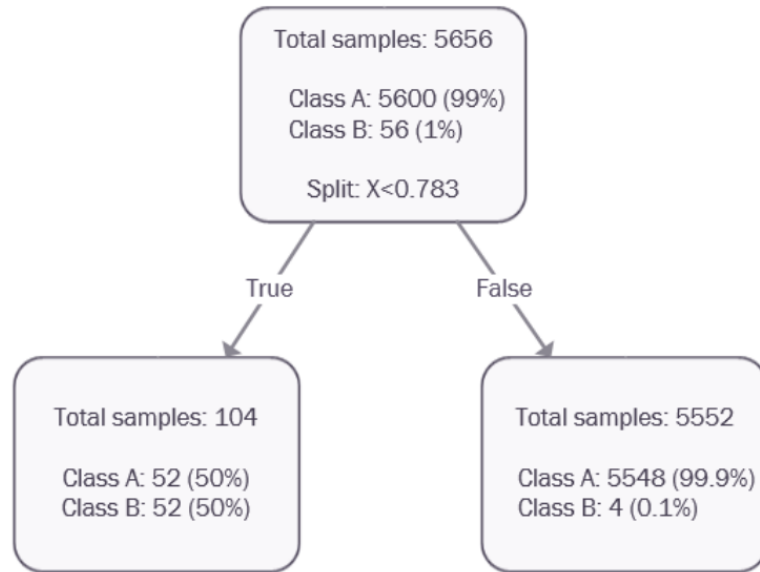 Total samples: 5656
Class A: 5600 (99%)
Class B: 56 (1%)
Split: X<0.783
True
False
Total samples: 104
Class A: 52 (50%)
Class B: 52 (50%)
Total samples: 5552
Class A: 5548 (99.9%)
Class B: 4 (0.1%)